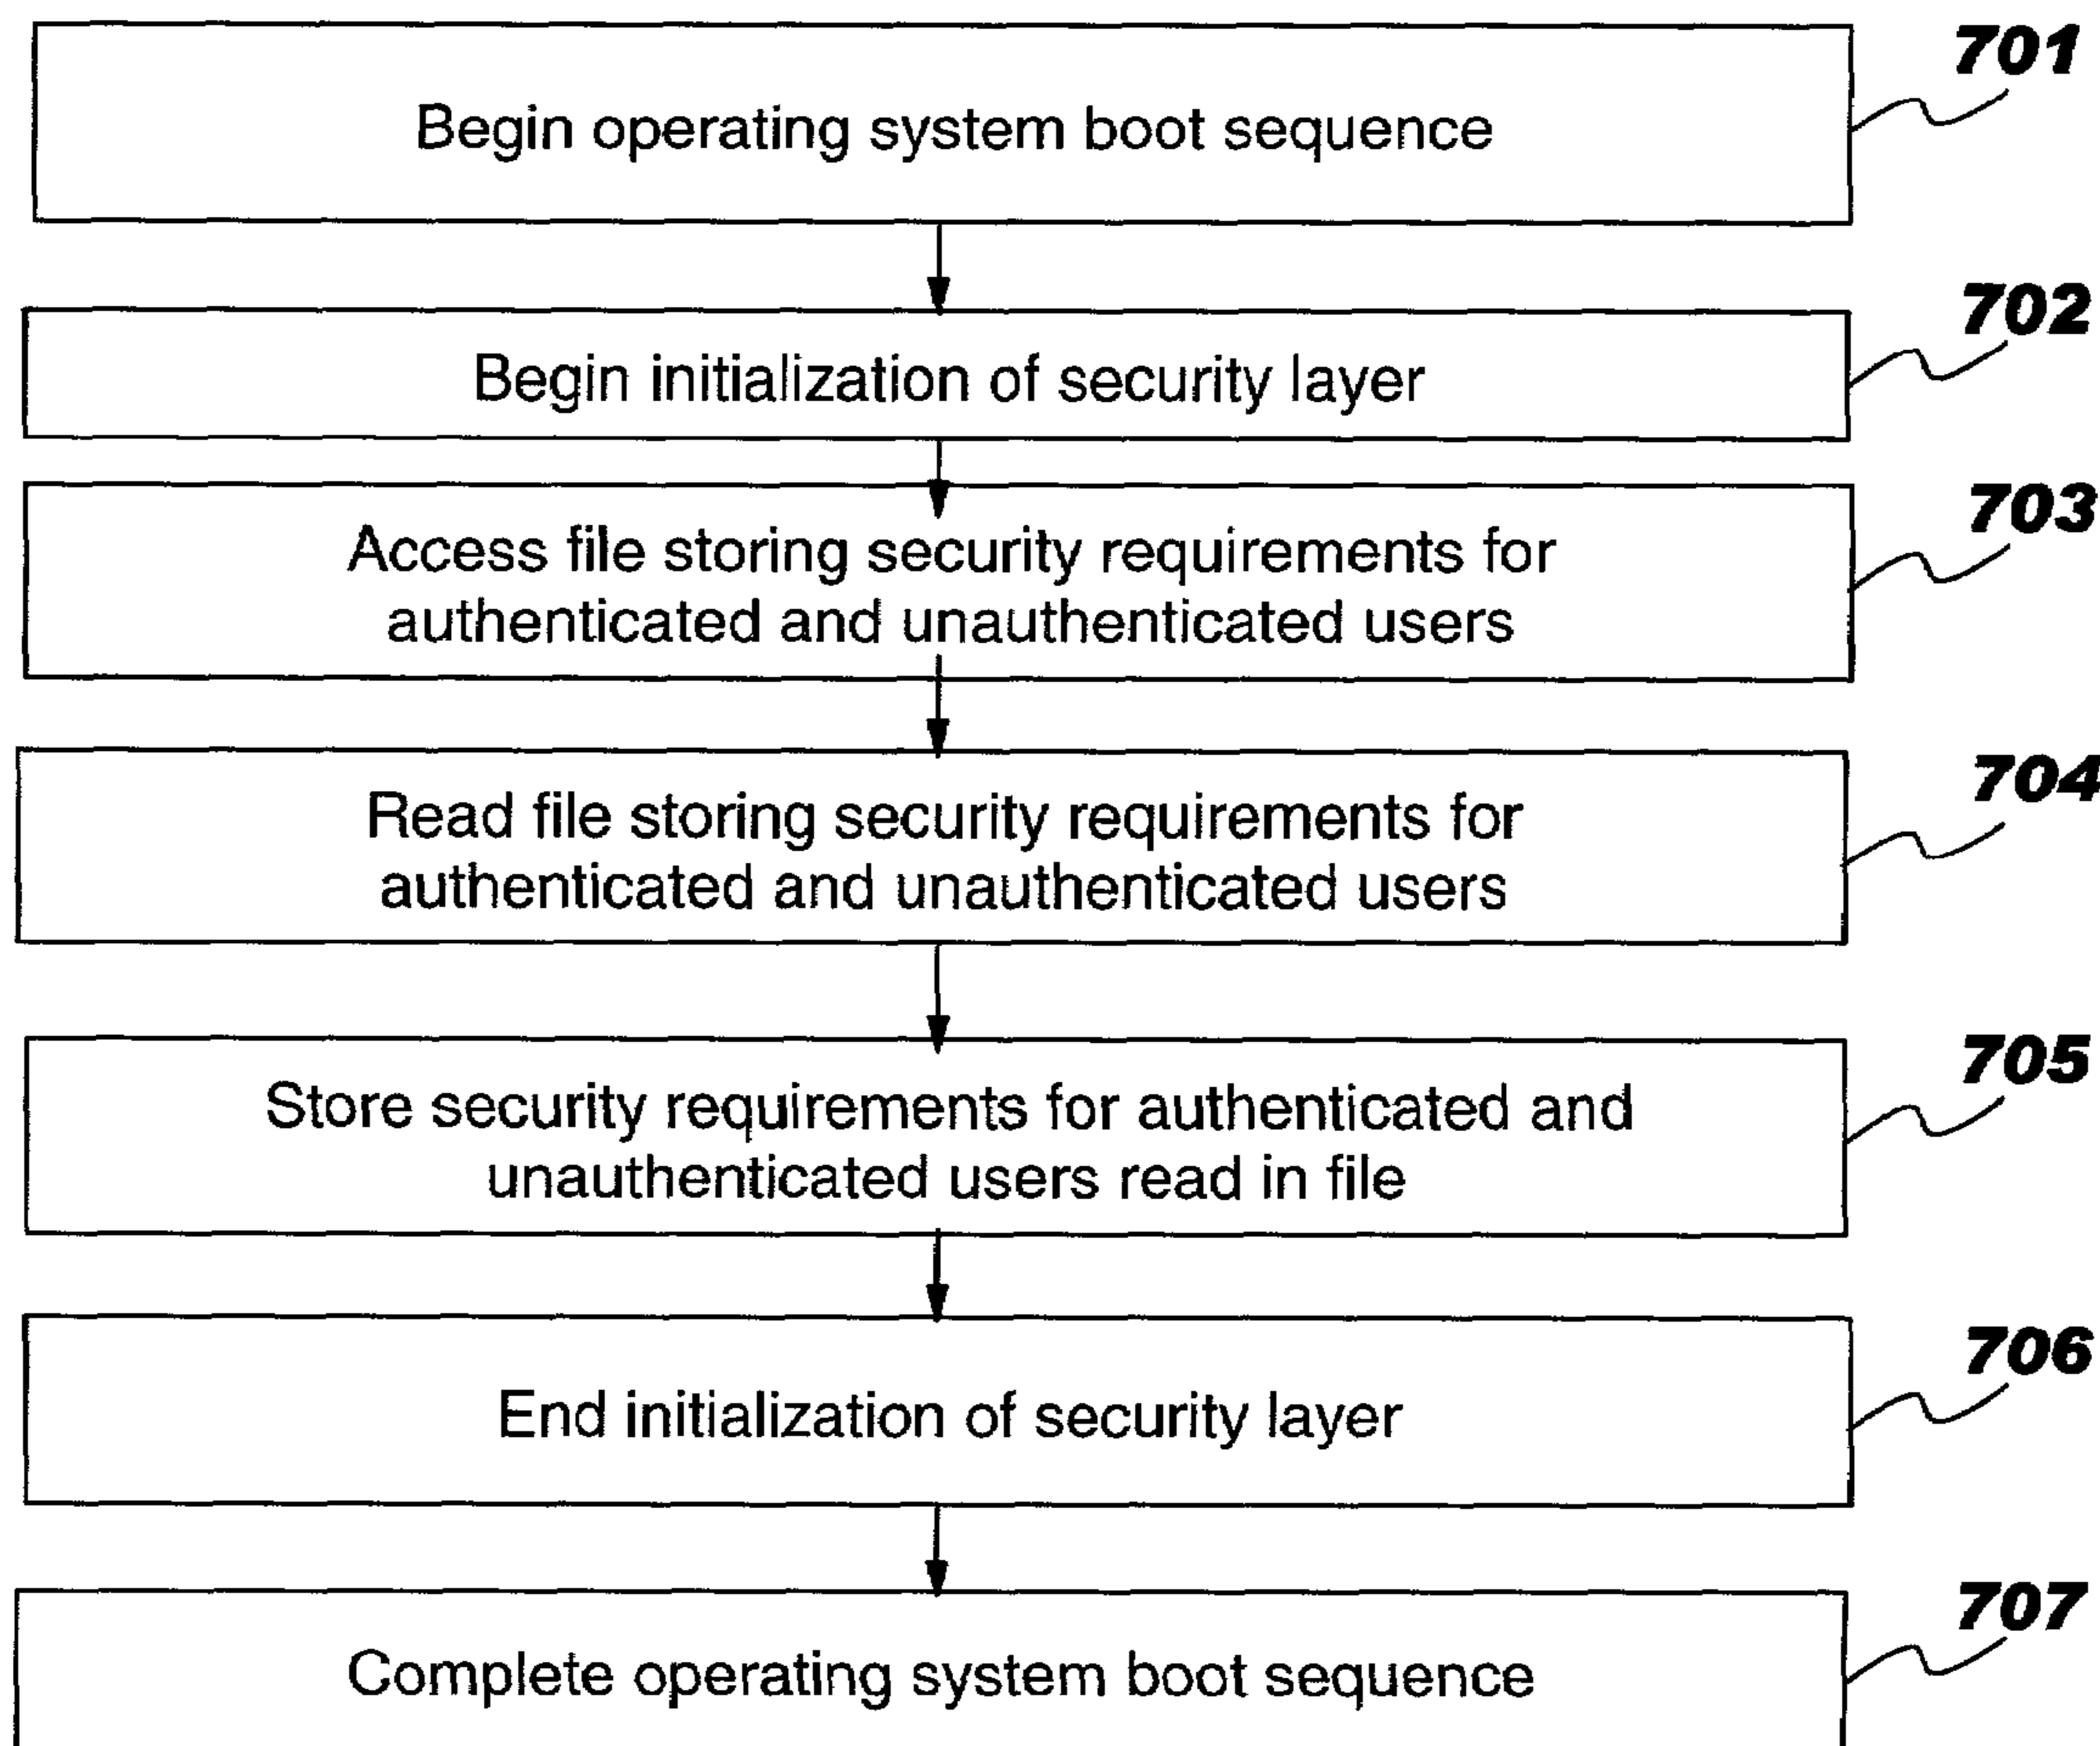 701
Begin operating system boot sequence
702
Begin initialization of security layer
703
Access file storing security requirements for
authenticated and unauthenticated users
704
Read file storing security requirements for
authenticated and unauthenticated users
705
Store security requirements for authenticated and
unauthenticated users read in file
706
End initialization of security layer
707
Complete operating system boot sequence